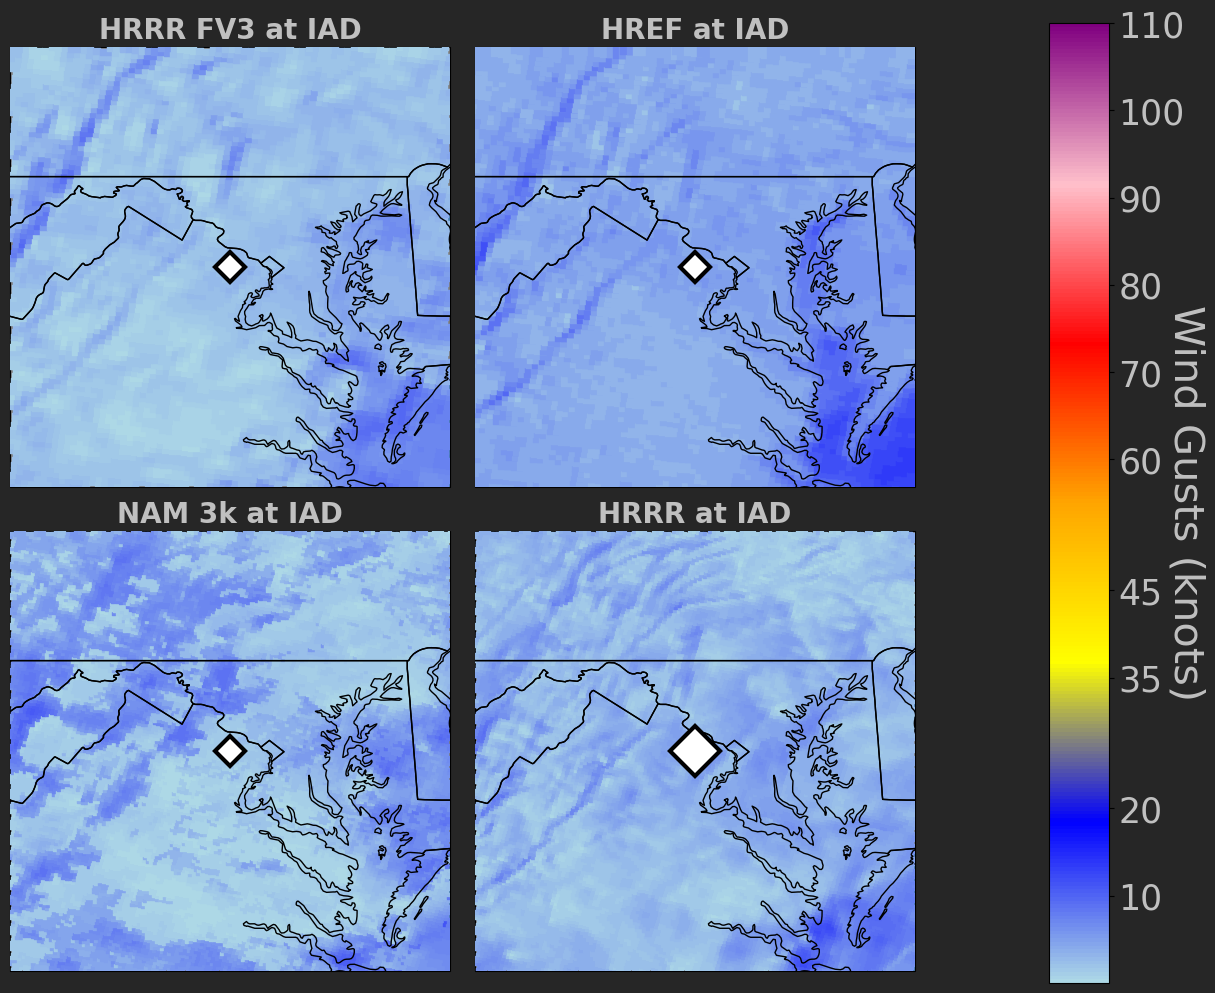 HRRR FV3 at IAD
HREF at IAD
NAM 3k at IAD
HRRR at IAD
110
100
90
80
70
60
45
35
20
10
Wind Gusts (knots)